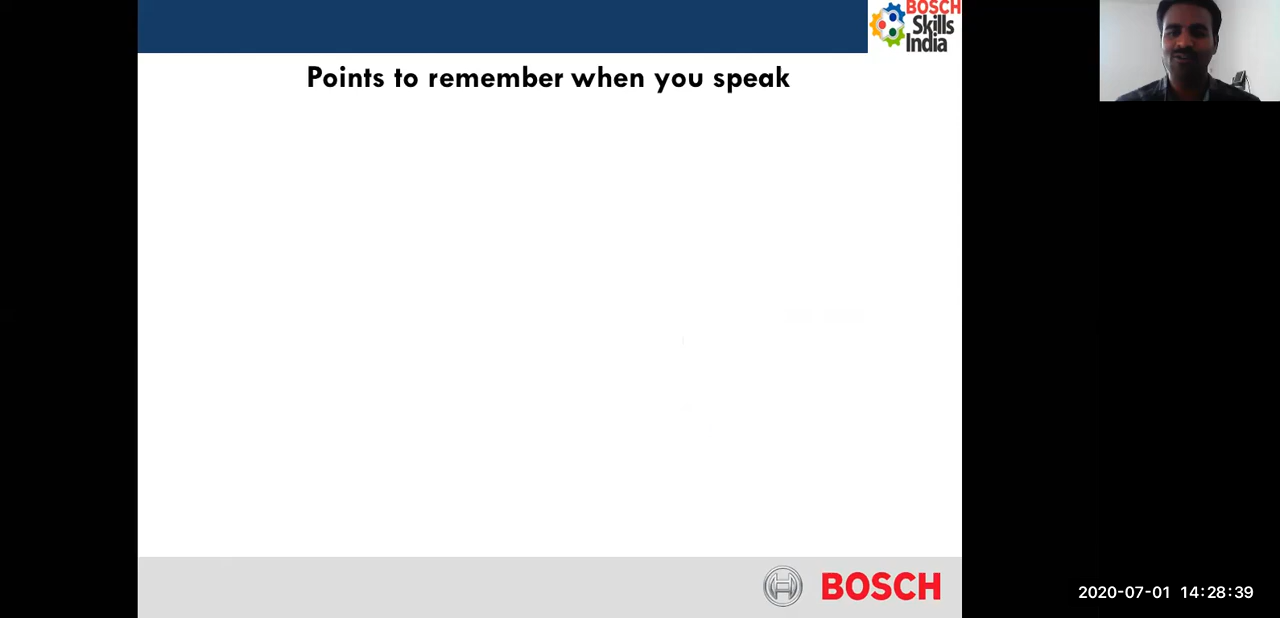 BOSCH
Skills
India
Points to remember when you speak
BOSCH
2020-07-01 14:28:39